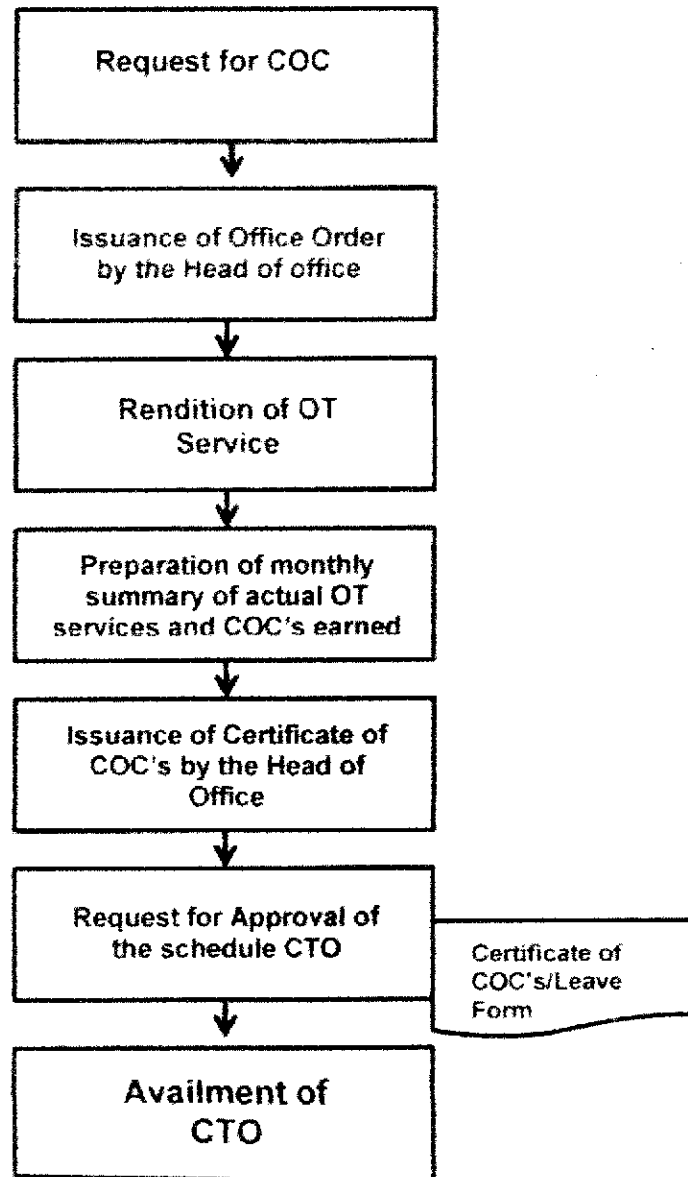 Request for COC
Issuance of Office Order
by the Head of office
Rendition of OT
Service
Preparation of monthly
summary of actual OT
services and COC's earned
Issuance of Certificate of
COC's by the Head of
Office
Request for Approval of
the schedule CTO
Certificate of
COC's/Leave
Form
Availment of
CTO